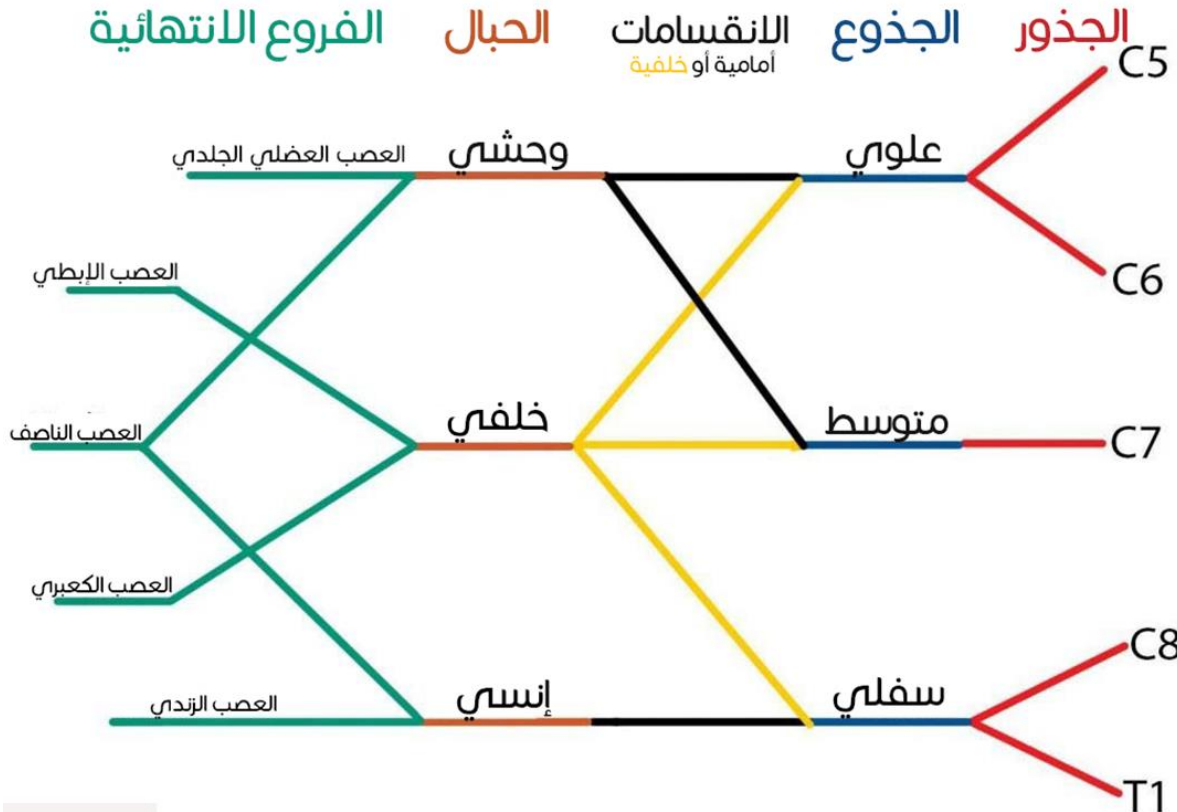 الجذور
الجذوع
الانقسامات
أمامية أو خلفية
الحبال
الفروع الانتهائية
C5
علوي
وحشي
العصب العضلي الجلدي
C6
العصب الإبطي
C7
متوسط
خلفي
العصب الناصف
العصب الكعبري
C8
سفلي
إنسي
العصب الزندي
T1